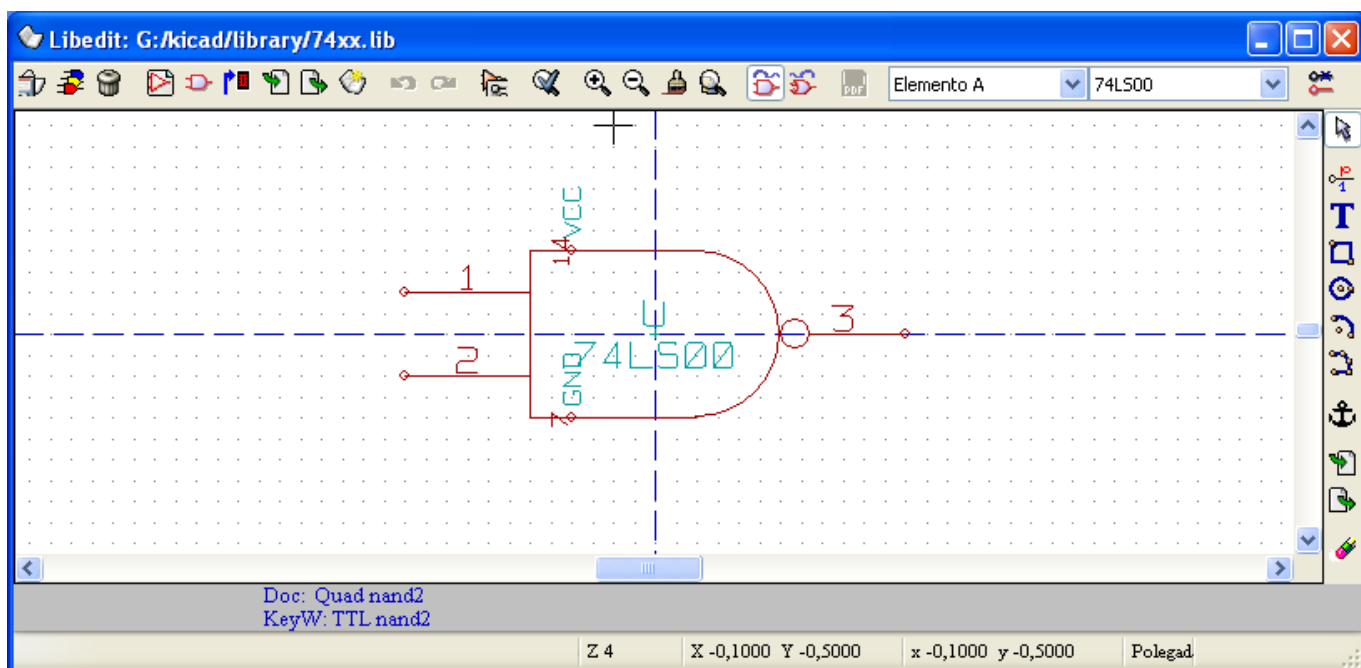 Libedit: G:/kicad/library/74xx.lib
PDF
Elemento A
74LS00
VCC
14
1
U
3
74LS00
2
GND
7
Doc: Quad nand2
KeyW: TTL nand2
Z 4
X -0,1000 Y -0,5000
x -0,1000 y -0,5000
Polegad